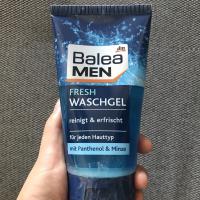 dm
Balea
MEN
FRESH
WASCHGEL
reinigt & erfrischt
für jeden Hauttyp
mit Panthenol & Minze